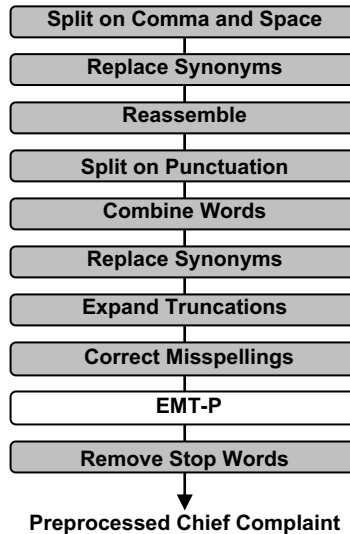 Split on Comma and Space
Replace Synonyms
Reassemble
Split on Punctuation
Combine Words
Replace Synonyms
Expand Truncations
Correct Misspellings
EMT-P
Remove Stop Words
Preprocessed Chief Complaint